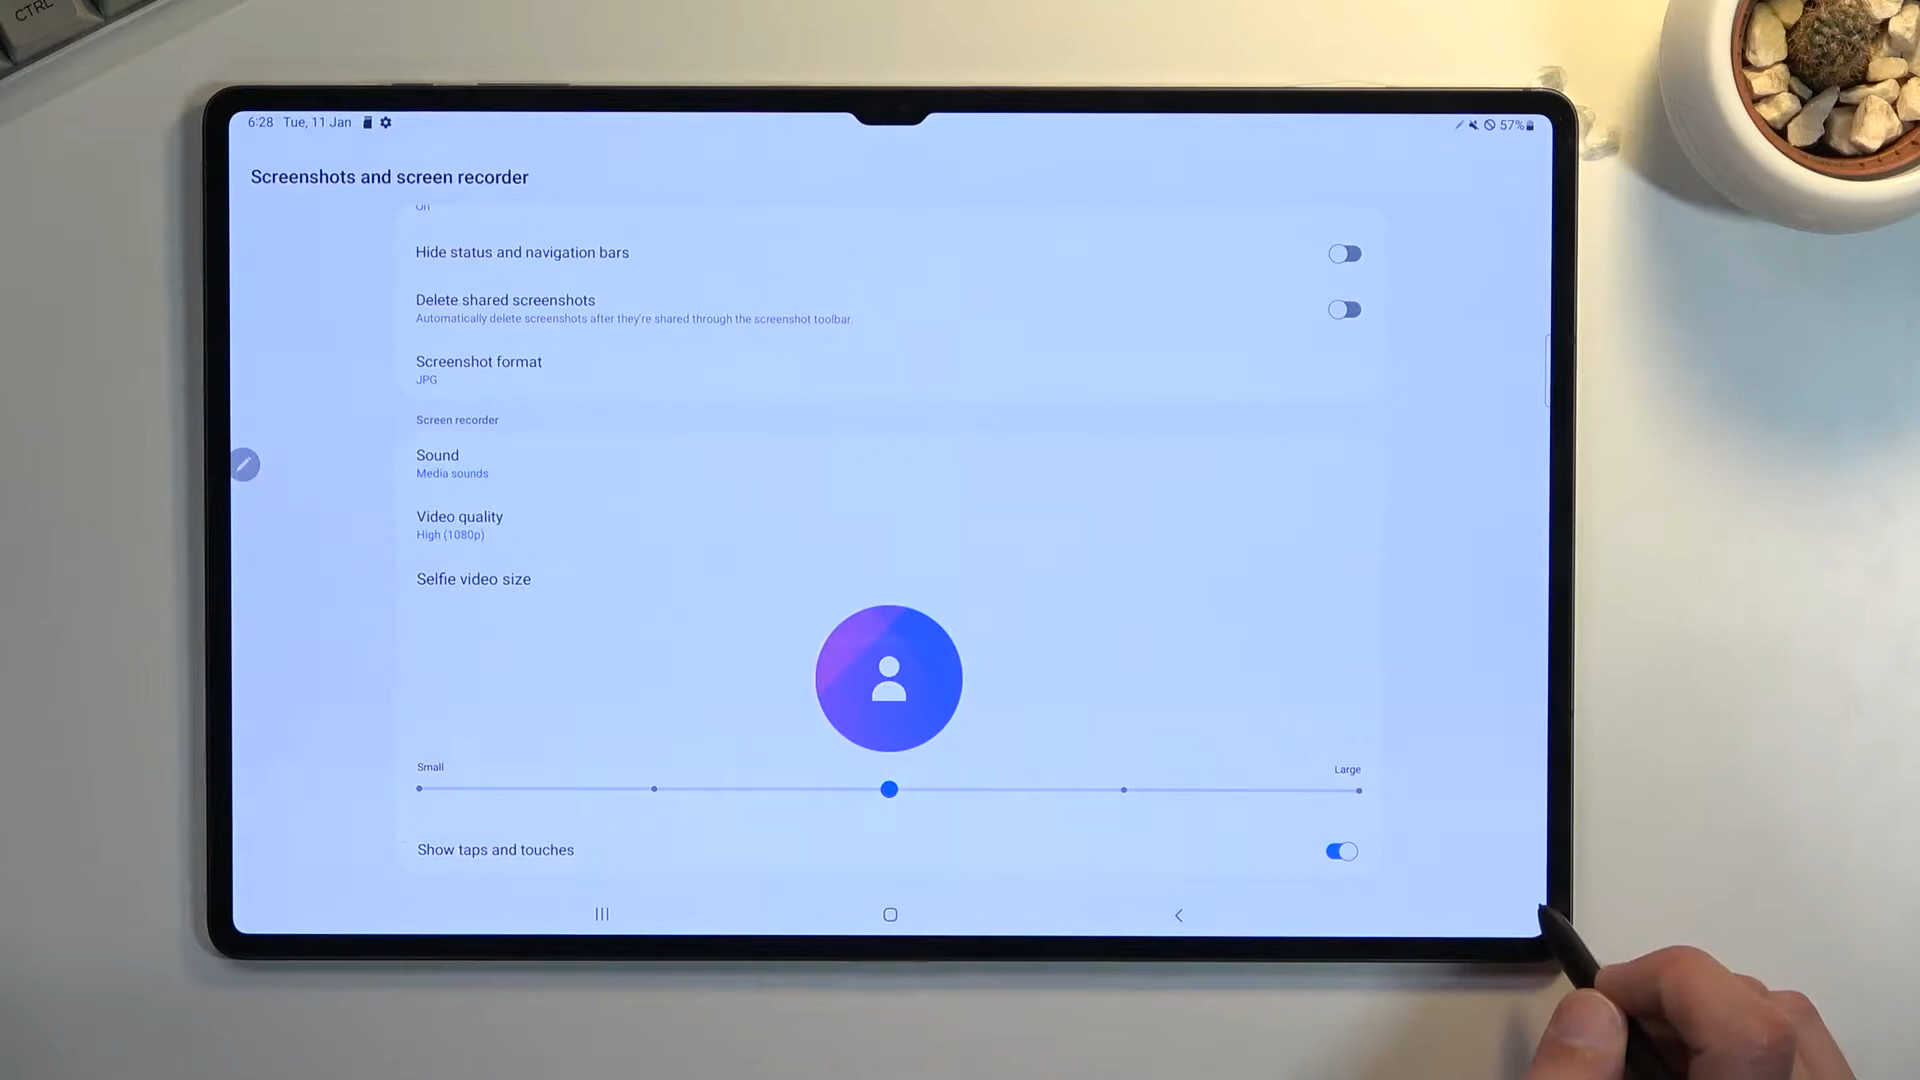 CTRL
6:28 Tue, 11 Jan
57%
Screenshots and screen recorder
Hide status and navigation bars
Delete shared screenshots
Automatically delete screenshots after they're shared through the screenshot toolbar.
Screenshot format
JPG
Screen recorder
Sound
Media sounds
Video quality
High (1080p)
Selfie video size
Small
Large
Show taps and touches